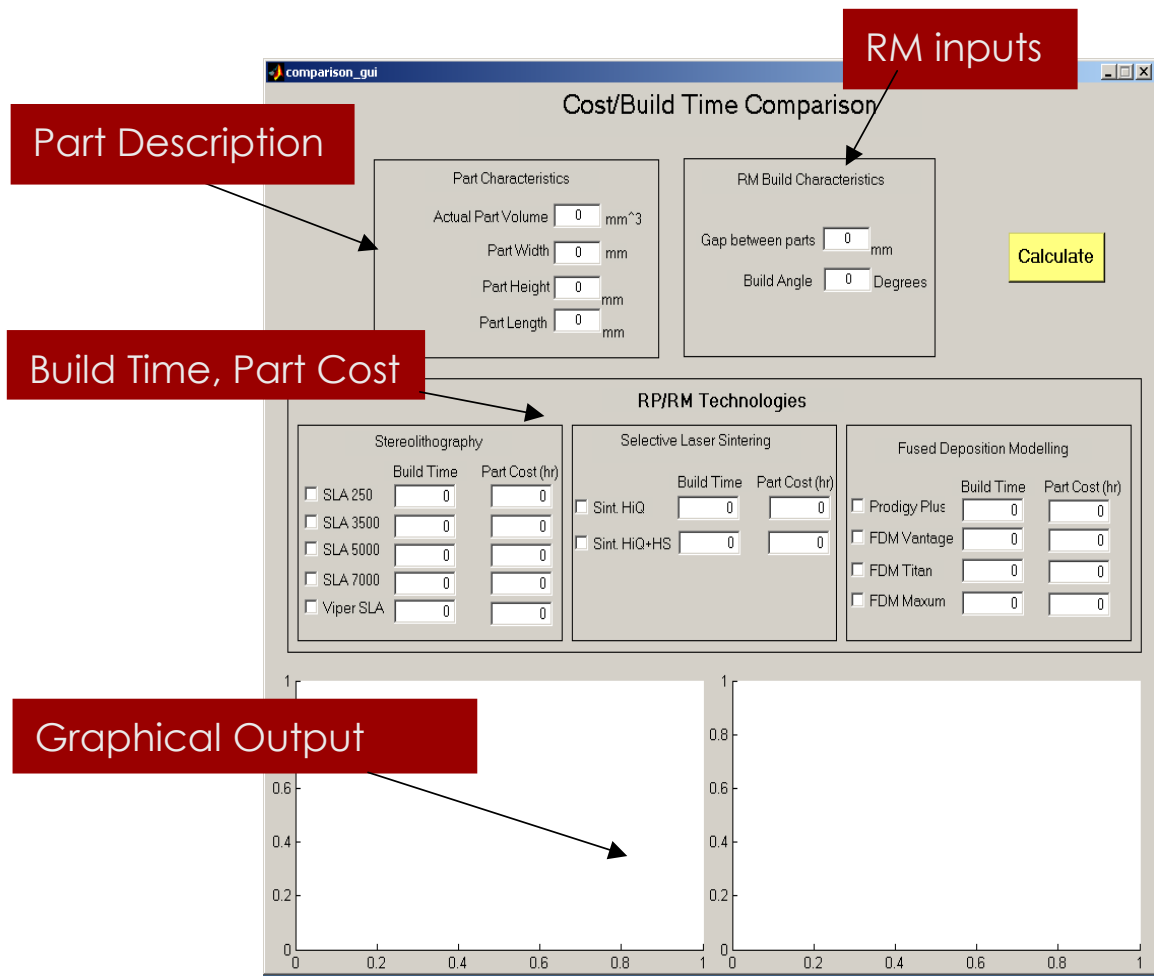 RM inputs
comparison_gui
Cost/Build Time Comparison
Part Description
Part Characteristics
Actual Part Volume 0 mm^3
Part Width 0 mm
Part Height 0 mm
Part Length 0 mm
RM Build Characteristics
Gap between parts 0 mm
Build Angle 0 Degrees
Calculate
Build Time, Part Cost
RP/RM Technologies
Stereolithography
Build Time Part Cost (hr)
SLA 250 0 0
SLA 3500 0 0
SLA 5000 0 0
SLA 7000 0 0
Viper SLA 0 0
Selective Laser Sintering
Build Time Part Cost (hr)
Sint. HiQ 0 0
Sint. HiQ+HS 0 0
Fused Deposition Modelling
Build Time Part Cost (hr)
Prodigy Plus 0 0
FDM Vantage 0 0
FDM Titan 0 0
FDM Maxum 0 0
Graphical Output
1
0.6
0.4
0.2
0
0 0.2 0.4 0.6 0.8 1
1
0.8
0.6
0.4
0.2
0
0 0.2 0.4 0.6 0.8 1